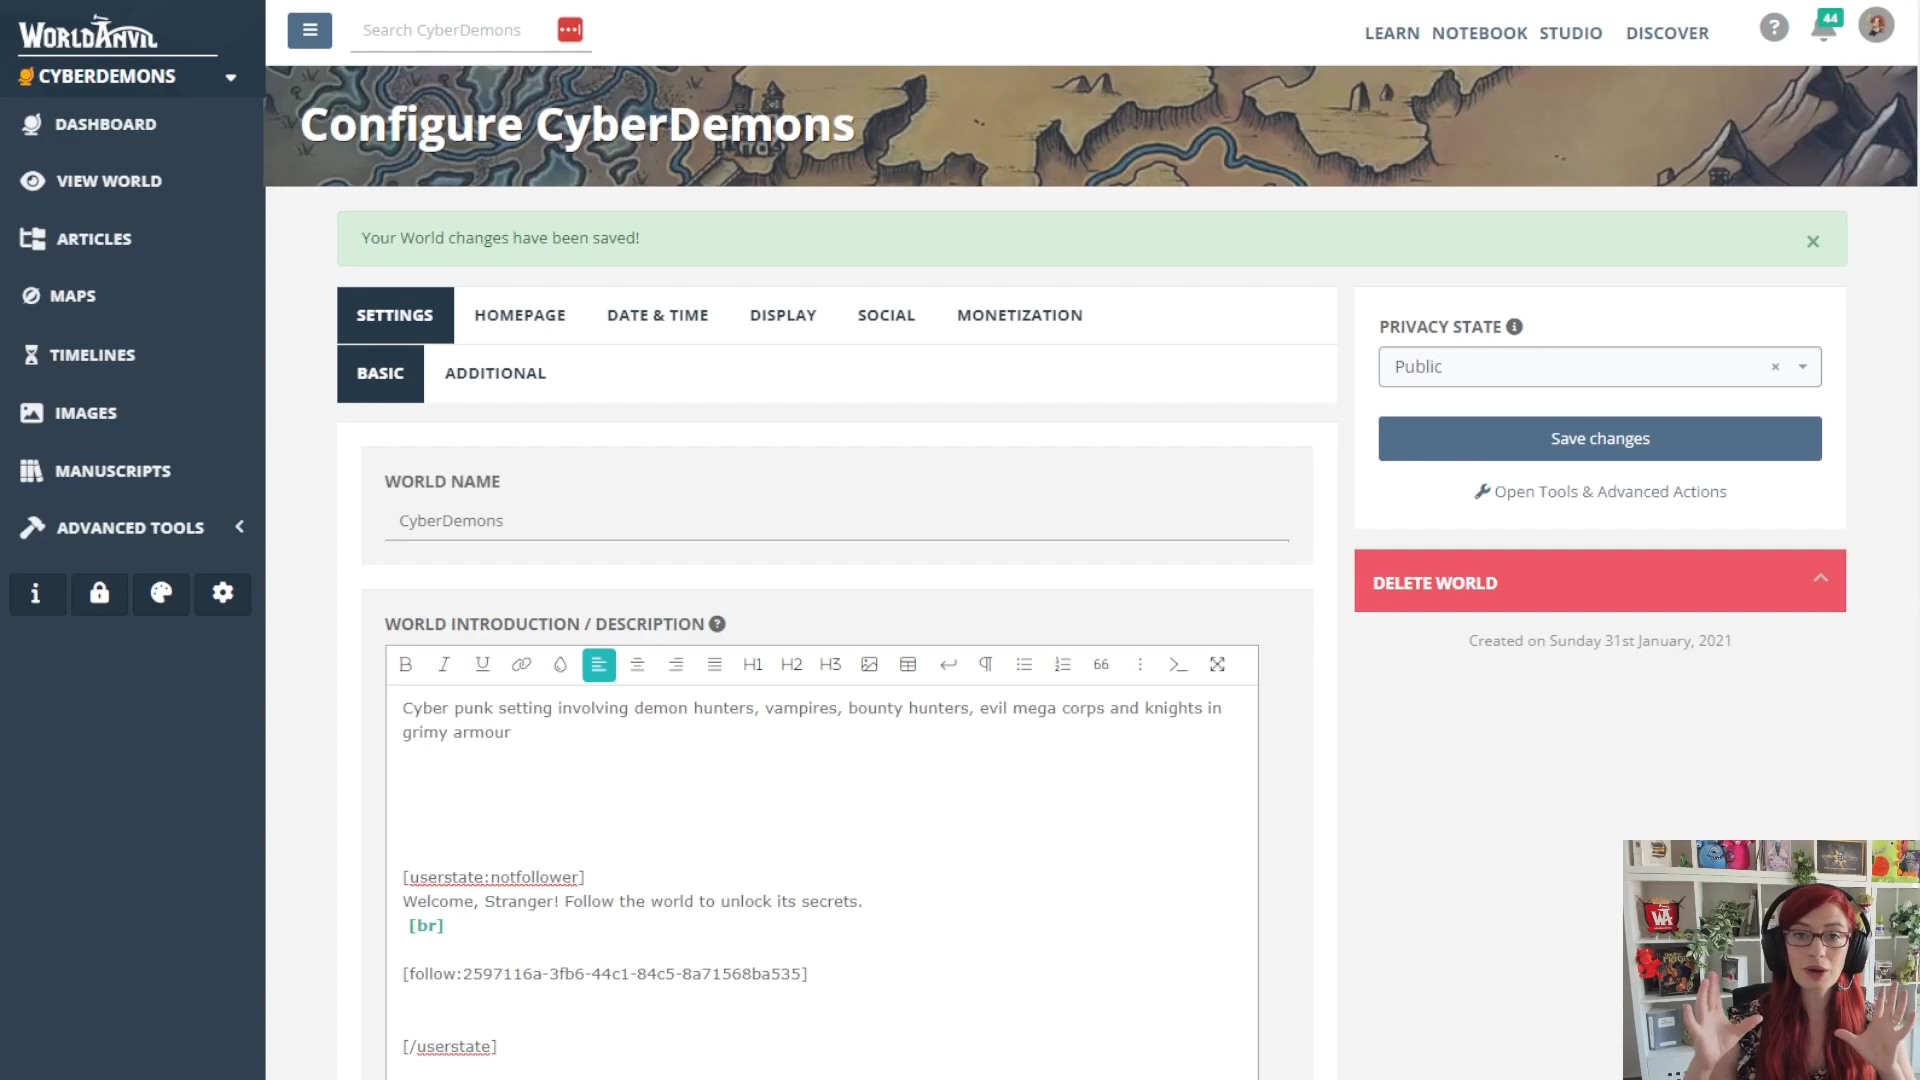 WORLDANVIL
Search CyberDemons
LEARN NOTEBOOK STUDIO DISCOVER
?
44
CYBERDEMONS
DASHBOARD
VIEW WORLD
ARTICLES
MAPS
TIMELINES
IMAGES
MANUSCRIPTS
ADVANCED TOOLS
Configure CyberDemons
Your World changes have been saved!
SETTINGS HOMEPAGE DATE & TIME DISPLAY SOCIAL MONETIZATION
BASIC ADDITIONAL
WORLD NAME
CyberDemons
WORLD INTRODUCTION / DESCRIPTION ?
B I U H1 H2 H3 66
Cyber punk setting involving demon hunters, vampires, bounty hunters, evil mega corps and knights in
grimy armour
[userstate:notfollower]
Welcome, Stranger! Follow the world to unlock its secrets.
[br]
[follow:2597116a-3fb6-44c1-84c5-8a71568ba535]
[/userstate]
PRIVACY STATE
Public
Save changes
Open Tools & Advanced Actions
DELETE WORLD
Created on Sunday 31st January, 2021
WA